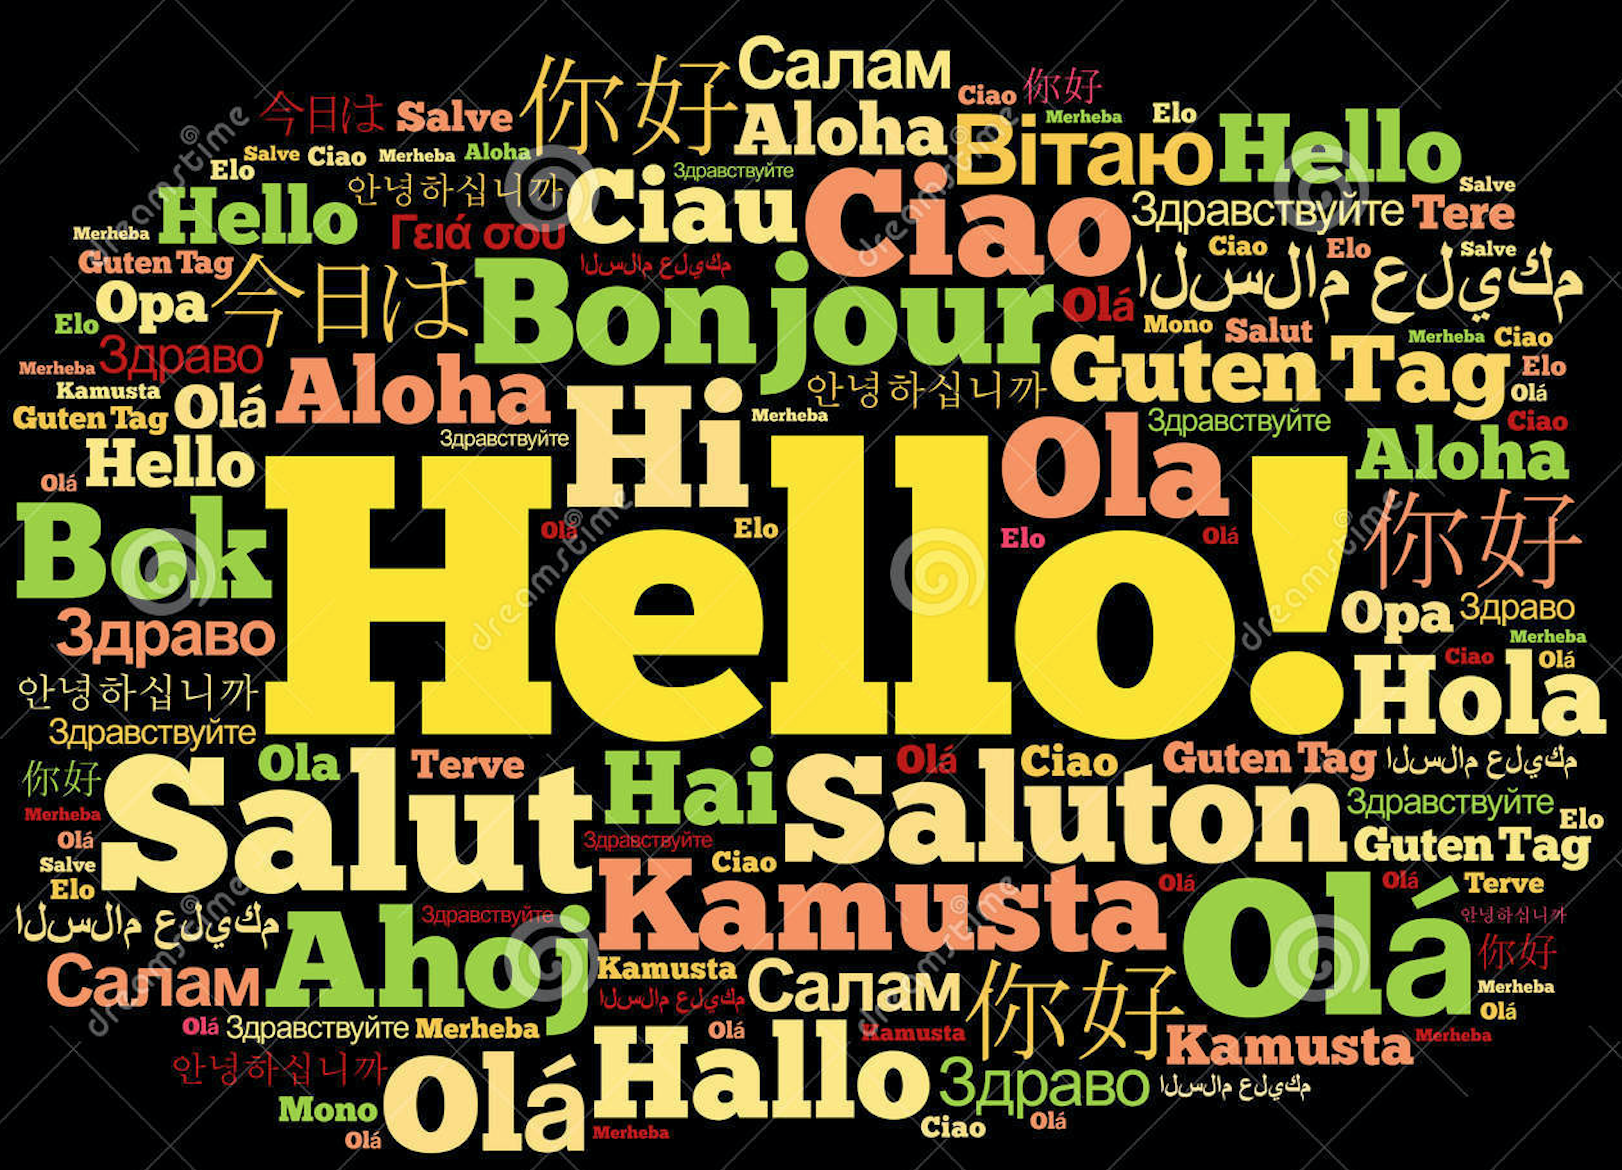 Салам
Ciao 你好
今日は Salve 你好 Aloha Merheba Elo
Вітаю Hello
Elo Salve Ciao Merheba Aloha
Здравствуйте
안녕하십니까 Ciau Ciao Salve
Hello Здравствуйте Tere
Merheba Γειά σου Ciao Elo Salve
Guten Tag 今日は السلام عليكم Bonjour السلام عليكم
Opa Olá
Elo Mono Salut Merheba Ciao
Здраво Guten Tag Elo
Merheba Aloha 안녕하십니까 Olá
Kamusta Olá Hi Merheba
Guten Tag Здравствуйте Ola Здравствуйте Ciao
Hello Aloha
Olá
Bok Olá Elo Elo Olá 你好
Hello!
Opa Здраво
Здраво Merheba
Ciao Olá
안녕하십니까 Hola
Здравствуйте
Ola Terve Hai Olá Ciao Guten Tag السلام عليكم
你好 Salut Saluton Здравствуйте
Merheba Elo
Olá Здравствуйте Guten Tag
Salve Ciao
Elo Kamusta Olá Olá Terve
السلام عليكم Ahoj Здравствуйте Olá 안녕하십니까
你好
Салам Kamusta Салам 你好 Merheba
السلام عليكم Olá
Olá Здравствуйте Merheba Olá Kamusta Kamusta Merheba
안녕하십니까 Olá Hallo Здраво السلام عليكم
Mono
Olá Merheba Ciao Olá
dreamstime